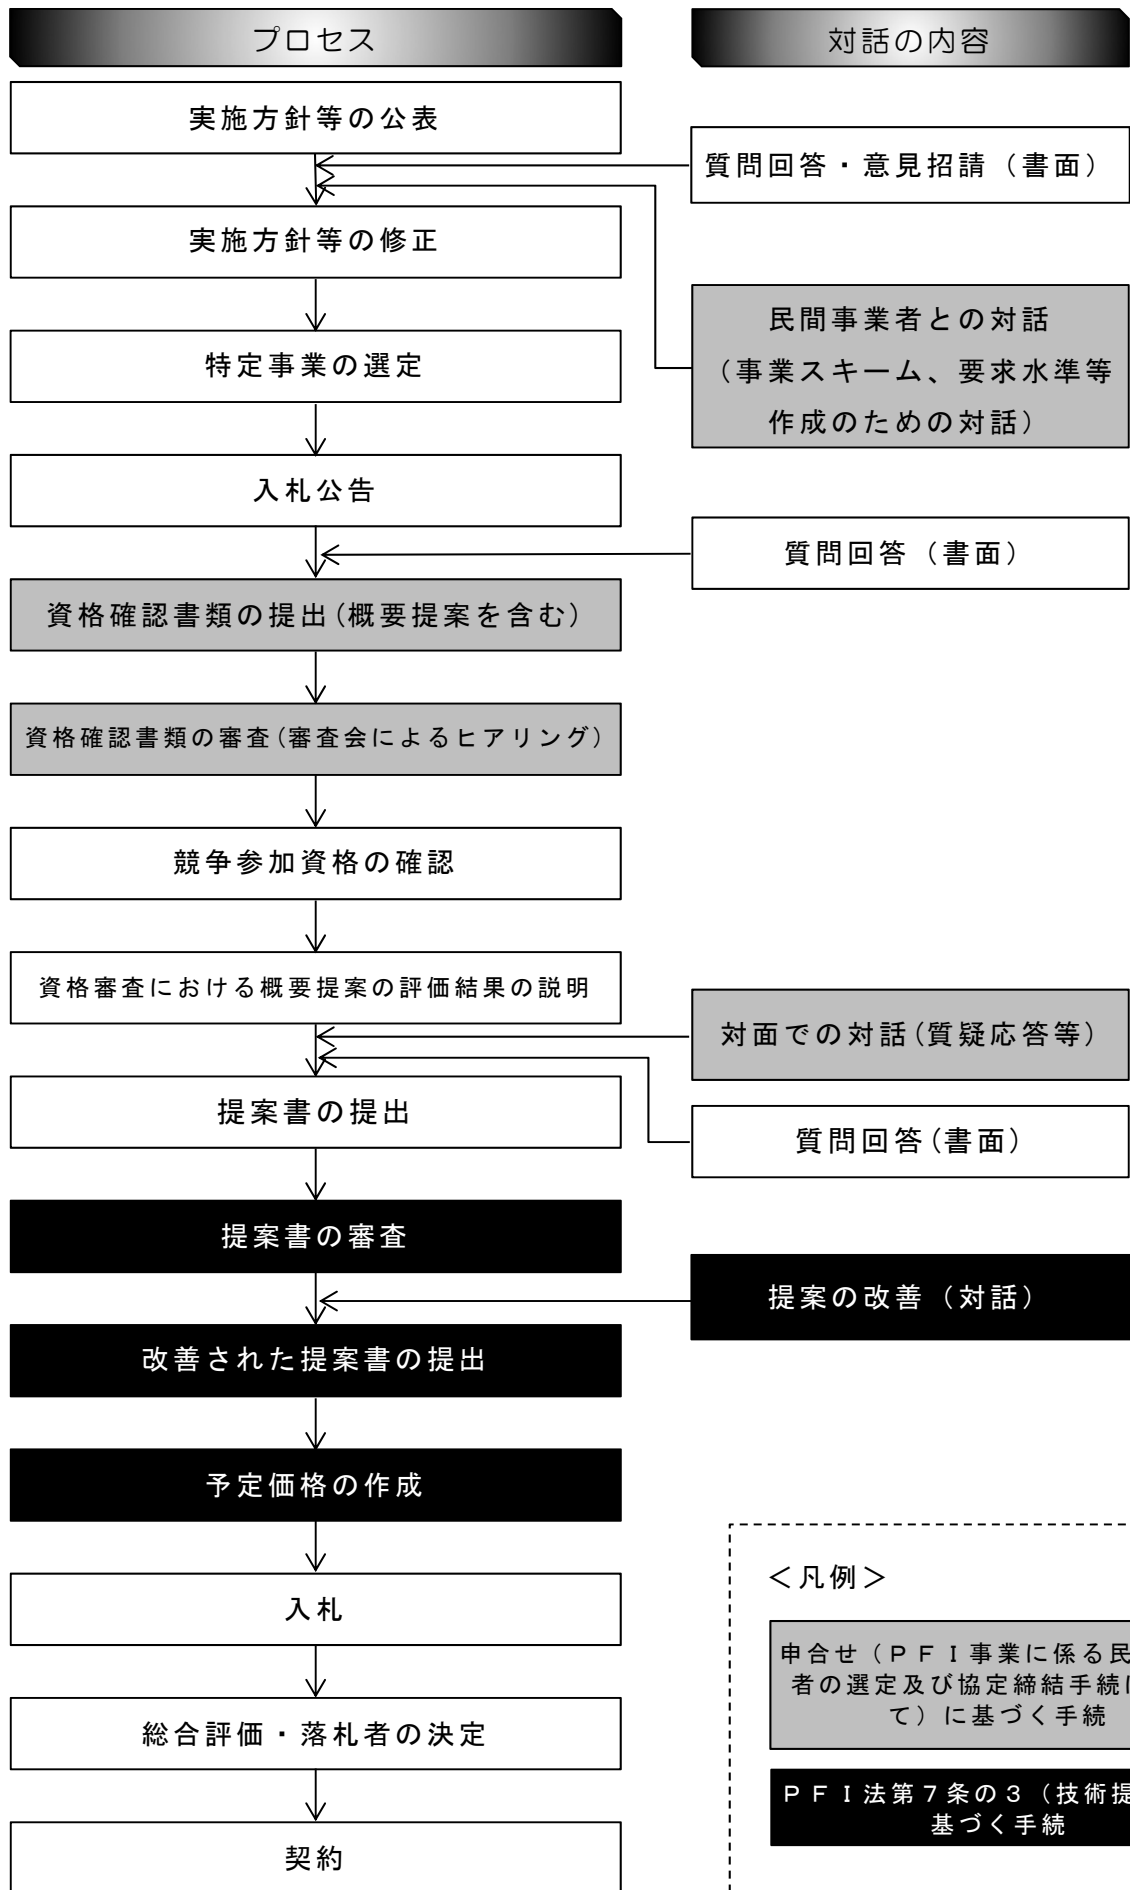 プロセス
対話の内容
実施方針等の公表
質問回答・意見招請（書面）
実施方針等の修正
民間事業者との対話
（事業スキーム、要求水準等
作成のための対話）
特定事業の選定
入札公告
質問回答（書面）
資格確認書類の提出(概要提案を含む)
資格確認書類の審査(審査会によるヒアリング)
競争参加資格の確認
資格審査における概要提案の評価結果の説明
対面での対話(質疑応答等)
提案書の提出
質問回答(書面)
提案書の審査
提案の改善（対話）
改善された提案書の提出
予定価格の作成
入札
総合評価・落札者の決定
契約
＜凡例＞
申合せ（ＰＦＩ事業に係る民
者の選定及び協定締結手続
て）に基づく手続
ＰＦＩ法第７条の３（技術提
基づく手続